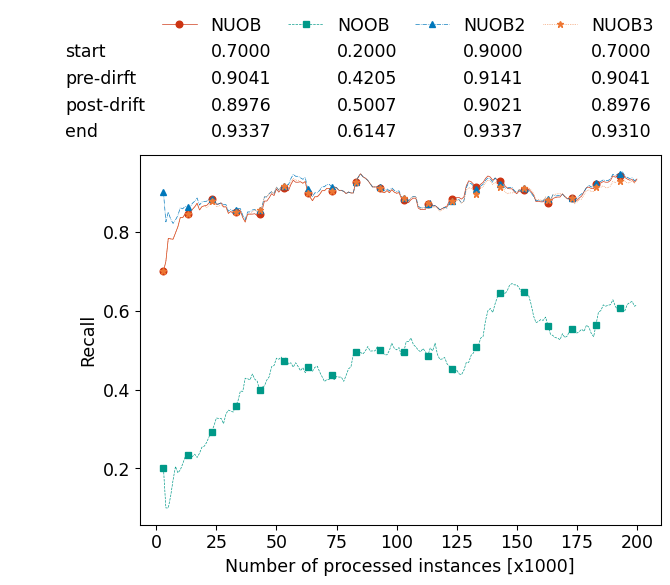 NUOB NOOB NUOB2 NUOB3
start 0.7000 0.2000 0.9000 0.7000
pre-dirft 0.9041 0.4205 0.9141 0.9041
post-drift 0.8976 0.5007 0.9021 0.8976
end 0.9337 0.6147 0.9337 0.9310
0.8
0.6
0.4
0.2
Recall
0 25 50 75 100 125 150 175 200
Number of processed instances [x1000]